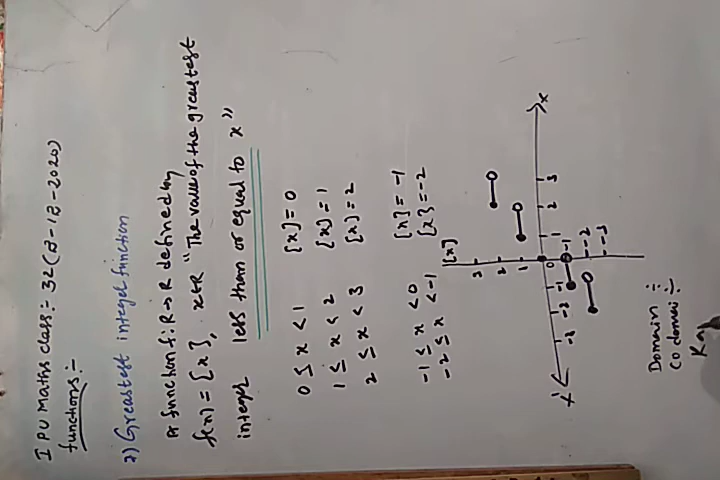 I PU Maths class:- 32(2-12-2020)
functions:-
7) Greatest integer function
A function f: R→R defined by
f(x) = [x], x∈R "The value of the greatest
integer less than or equal to x"
0 ≤ x < 1 [x] = 0
1 ≤ x < 2 [x] = 1
2 ≤ x < 3 [x] = 2
-1 ≤ x < 0 [x] = -1
-2 ≤ x < -1 [x] = -2
[x]
3
2
1
x' -3 -2 -1 0 1 2 3 x
-1
-2
-3
Domain :-
Co domain :-